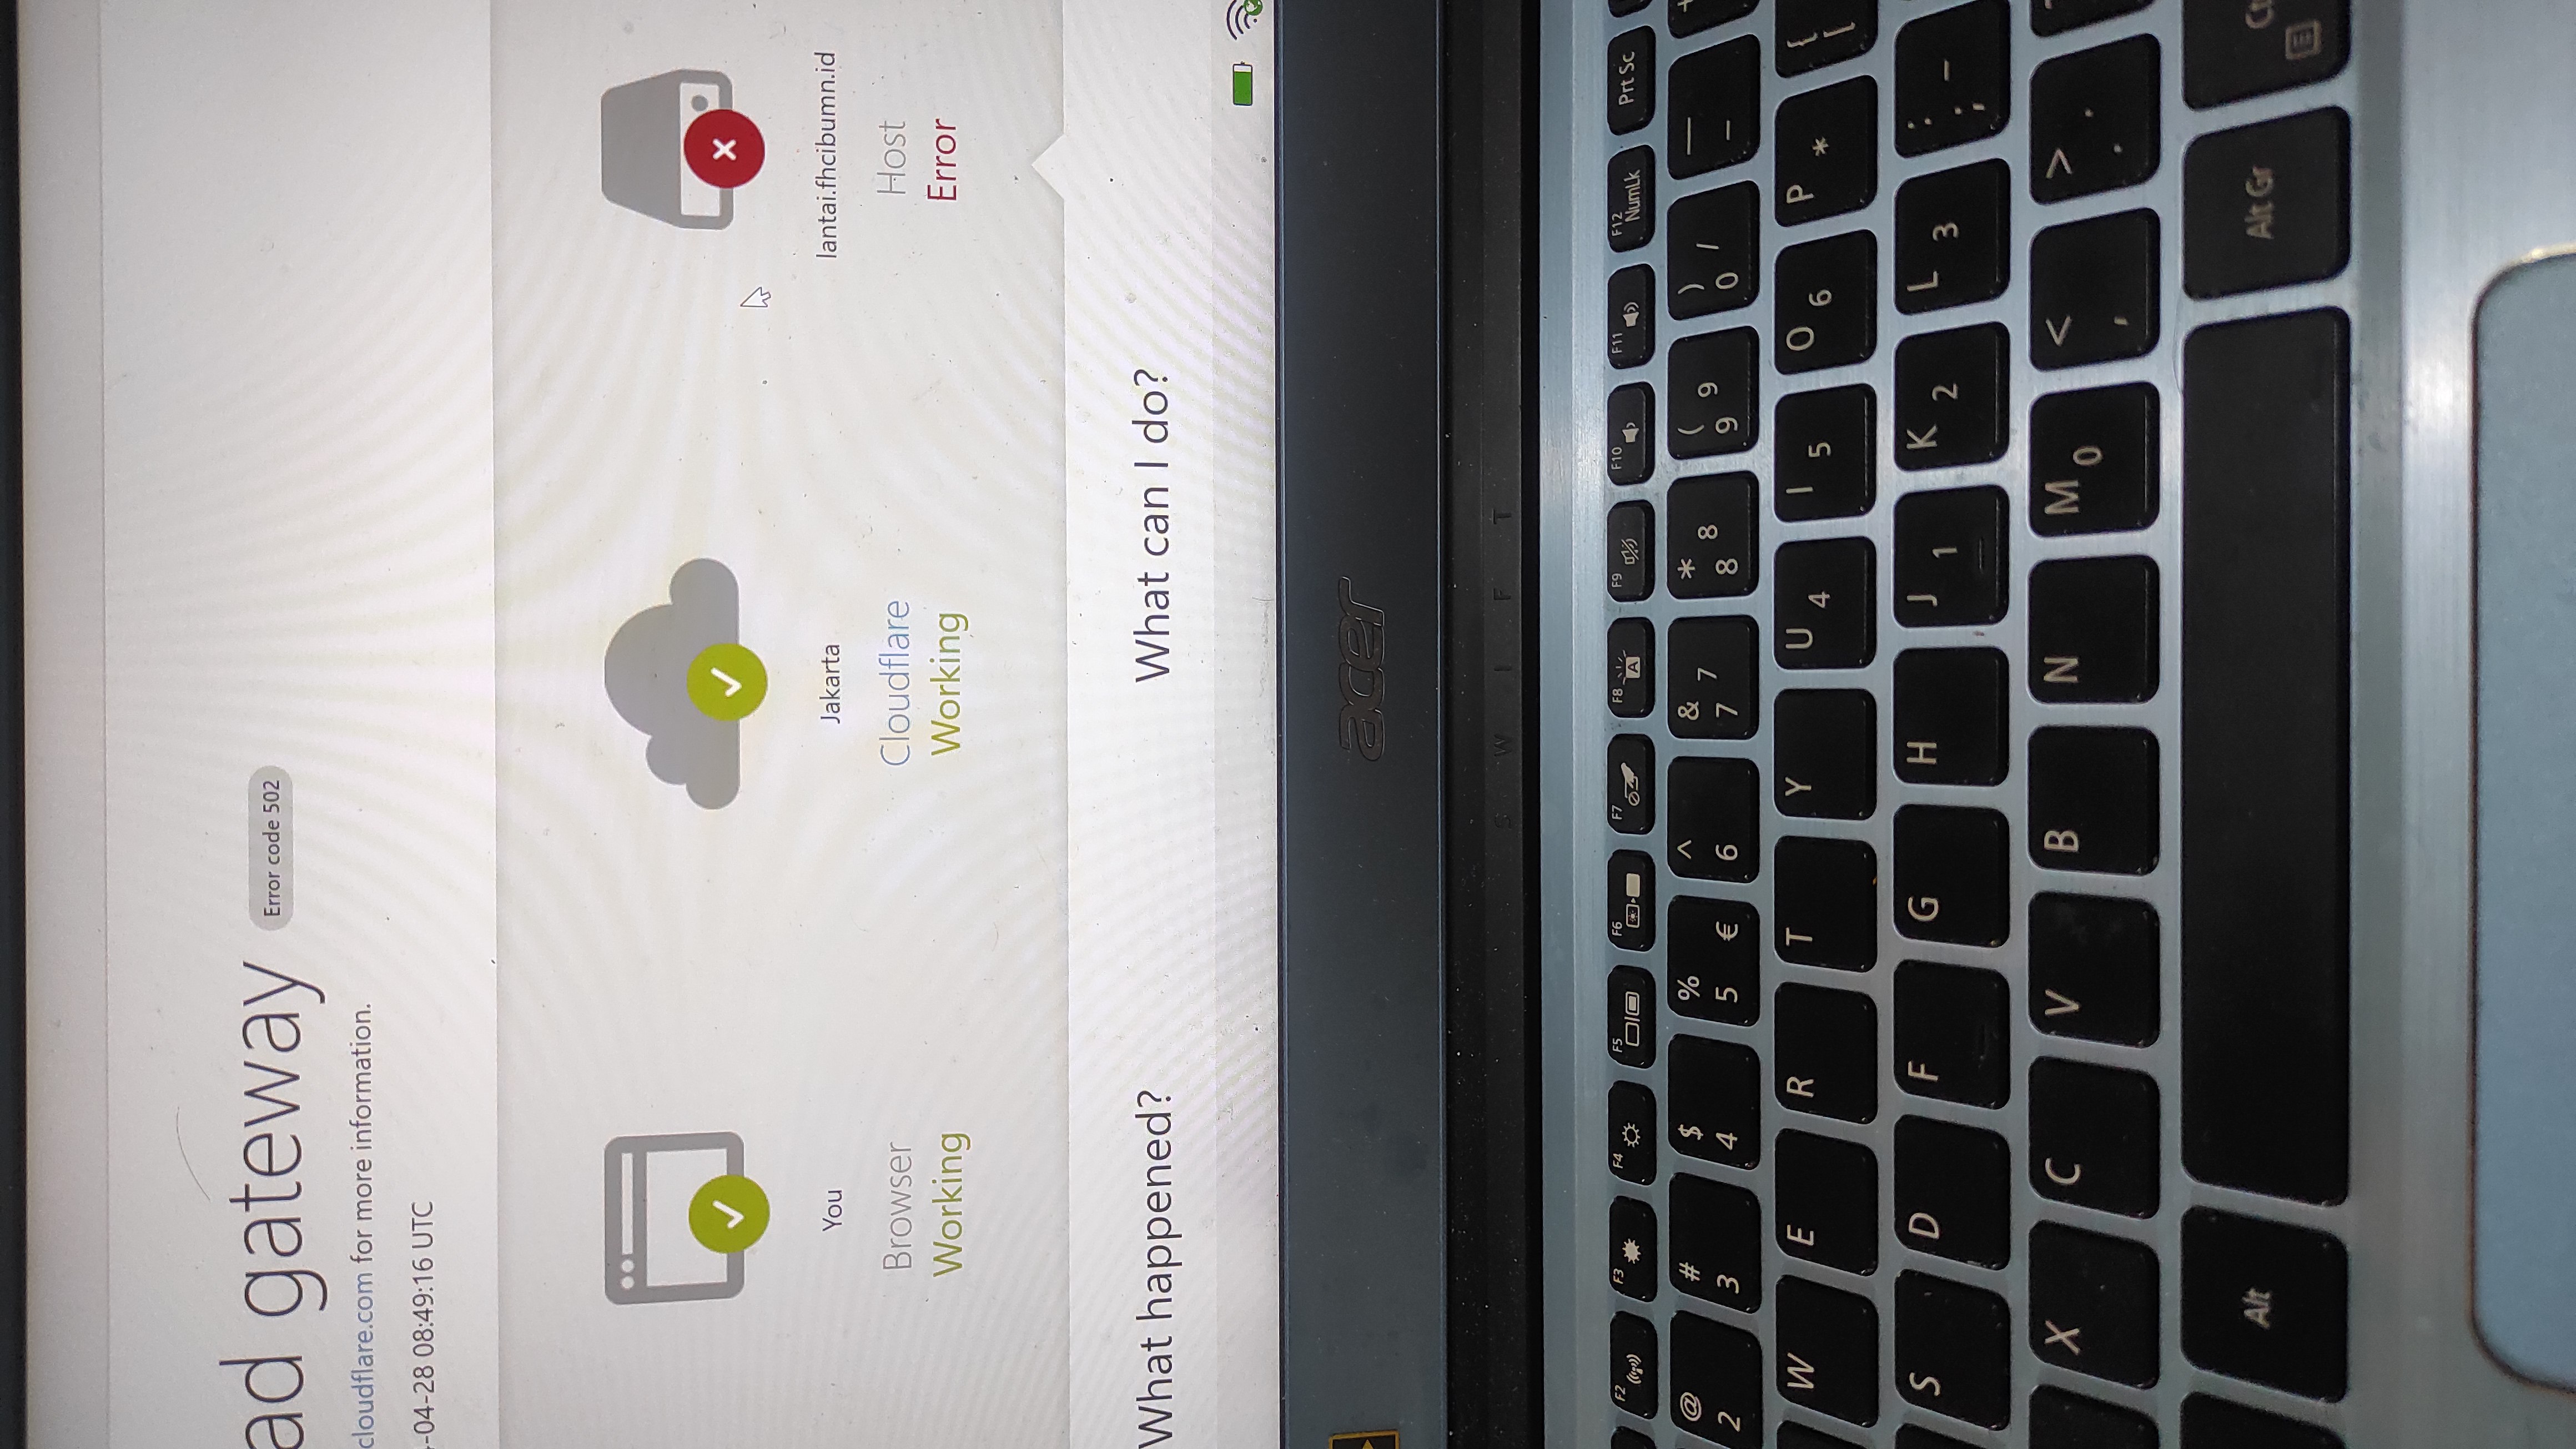 ad gateway Error code 502
cloudflare.com for more information.
-04-28 08:49:16 UTC
You
Jakarta
lantai.fhcibumn.id
Browser
Cloudflare
Host
Working
Working
Error
What happened?
What can I do?
acer
SWIFT
F2 F3 F4 F5 F6 F7 F8 A F9 F10 F11 F12 NumLk Prt Sc
@ # $ % ^ & * ( ) —
2 3 4 5 € 6 7 7 8 8 9 9 0 / –
W E R T Y U 4 I 5 O 6 P * { [
S D F G H J 1 K 2 L 3 : ; –
X C V B N M 0 < , > . .
Alt Alt Gr